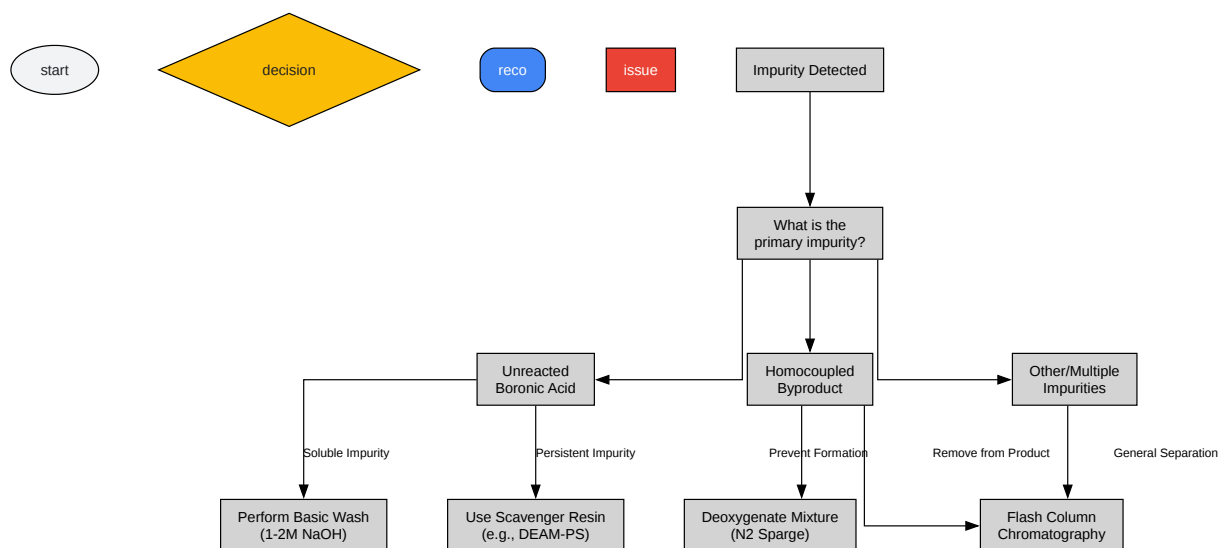 start
decision
reco
issue
Impurity Detected
What is the
primary impurity?
Unreacted
Boronic Acid
Homocoupled
Byproduct
Other/Multiple
Impurities
Soluble Impurity
Persistent Impurity
Prevent Formation
Remove from Product
General Separation
Perform Basic Wash
(1-2M NaOH)
Use Scavenger Resin
(e.g., DEAM-PS)
Deoxygenate Mixture
(N2 Sparge)
Flash Column
Chromatography